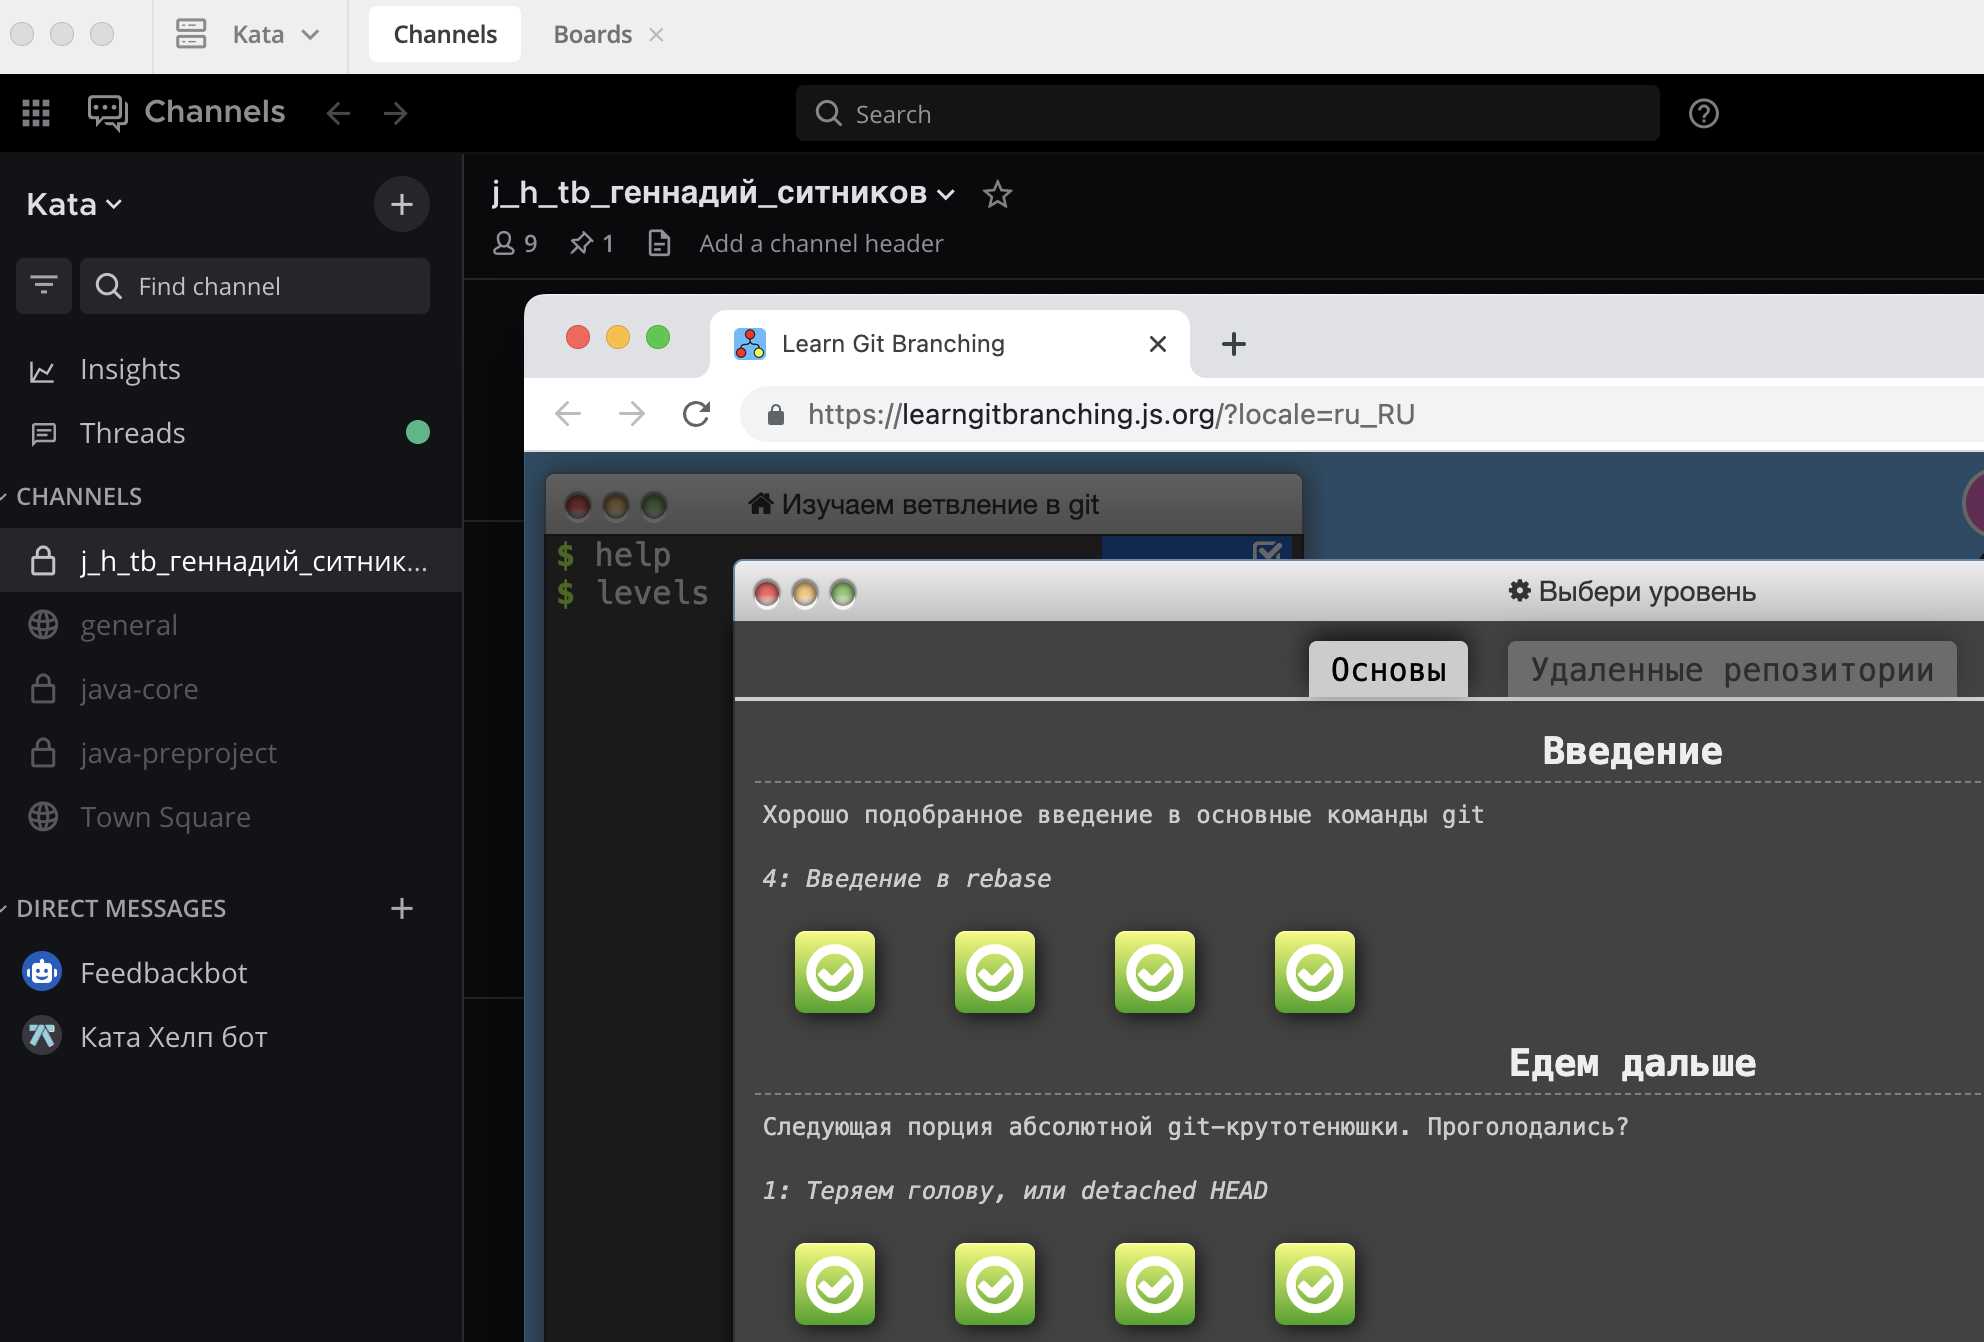 Kata
Channels
Boards
Channels
Search
Kata
Find channel
Insights
Threads
CHANNELS
j_h_tb_геннадий_ситник...
general
java-core
java-preproject
Town Square
DIRECT MESSAGES
Feedbackbot
Ката Хелп бот
j_h_tb_геннадий_ситников
9
1
Add a channel header
Learn Git Branching
https://learngitbranching.js.org/?locale=ru_RU
Изучаем ветвление в git
$ help
$ levels
Выбери уровень
Основы
Удаленные репозитории
Введение
Хорошо подобранное введение в основные команды git
4: Введение в rebase
Едем дальше
Следующая порция абсолютной git-крутотенюшки. Проголодались?
1: Теряем голову, или detached HEAD